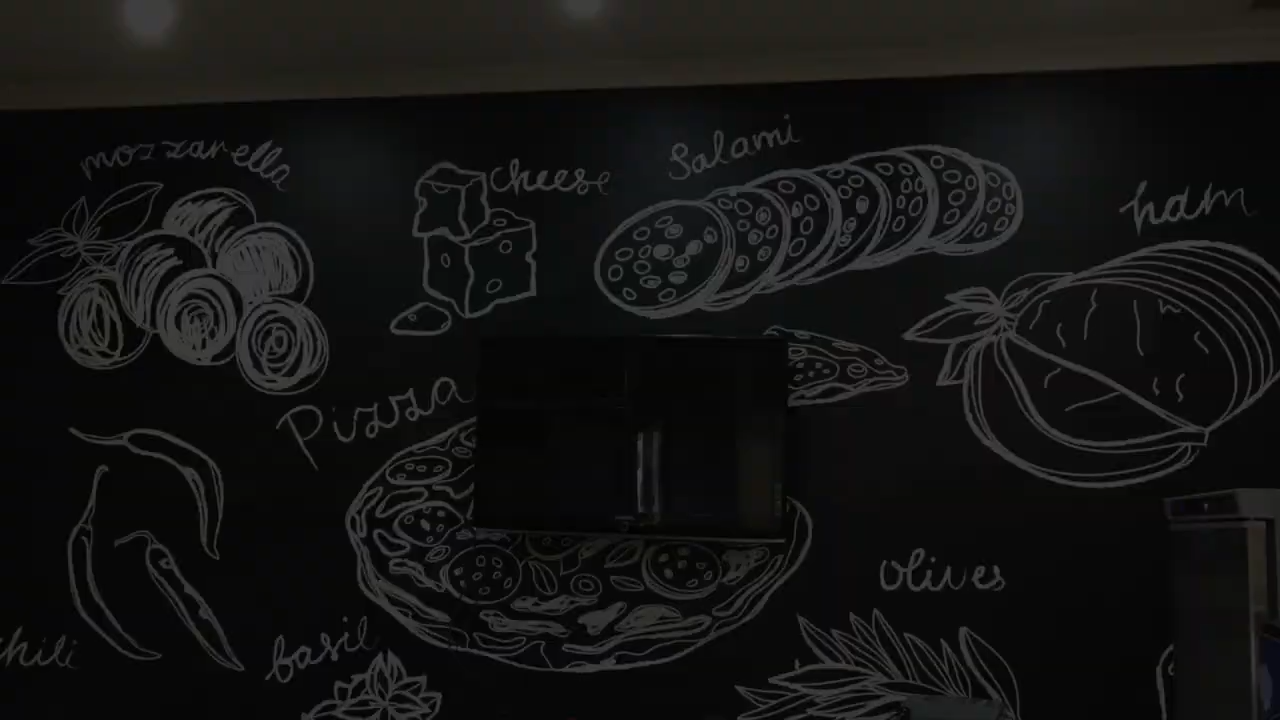 mozzarella
cheese
Salami
ham
Pizza
olives
chili
basil